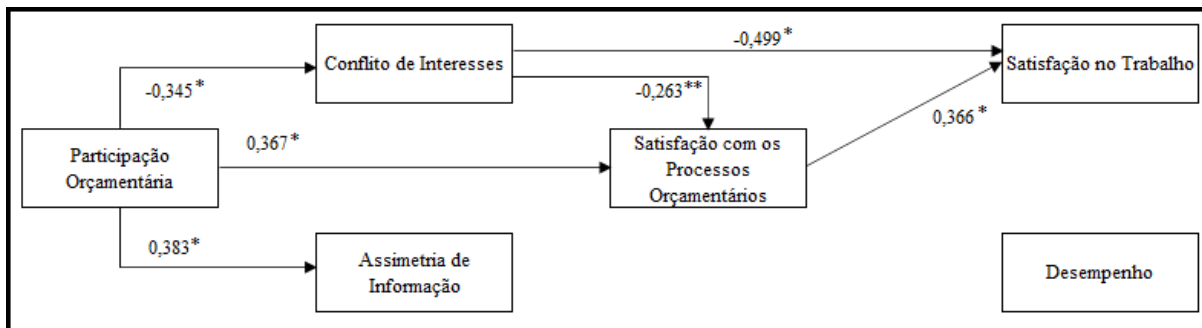 Conflito de Interesses
-0,499*
Satisfação no Trabalho
-0,345*
-0,263**
0,366*
Participação
Orçamentária
0,367*
Satisfação com os
Processos
Orçamentários
0,383*
Assimetria de
Informação
Desempenho